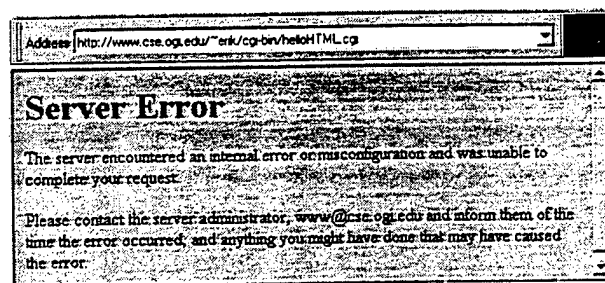 Address http://www.cse.ogi.edu/~erik/cgi-bin/helloHTML.cgi
Server Error
The server encountered an internal error or misconfiguration and was unable to
complete your request.
Please contact the server administrator, www@cse.ogi.edu and inform them of the
time the error occurred, and anything you might have done that may have caused
the error.